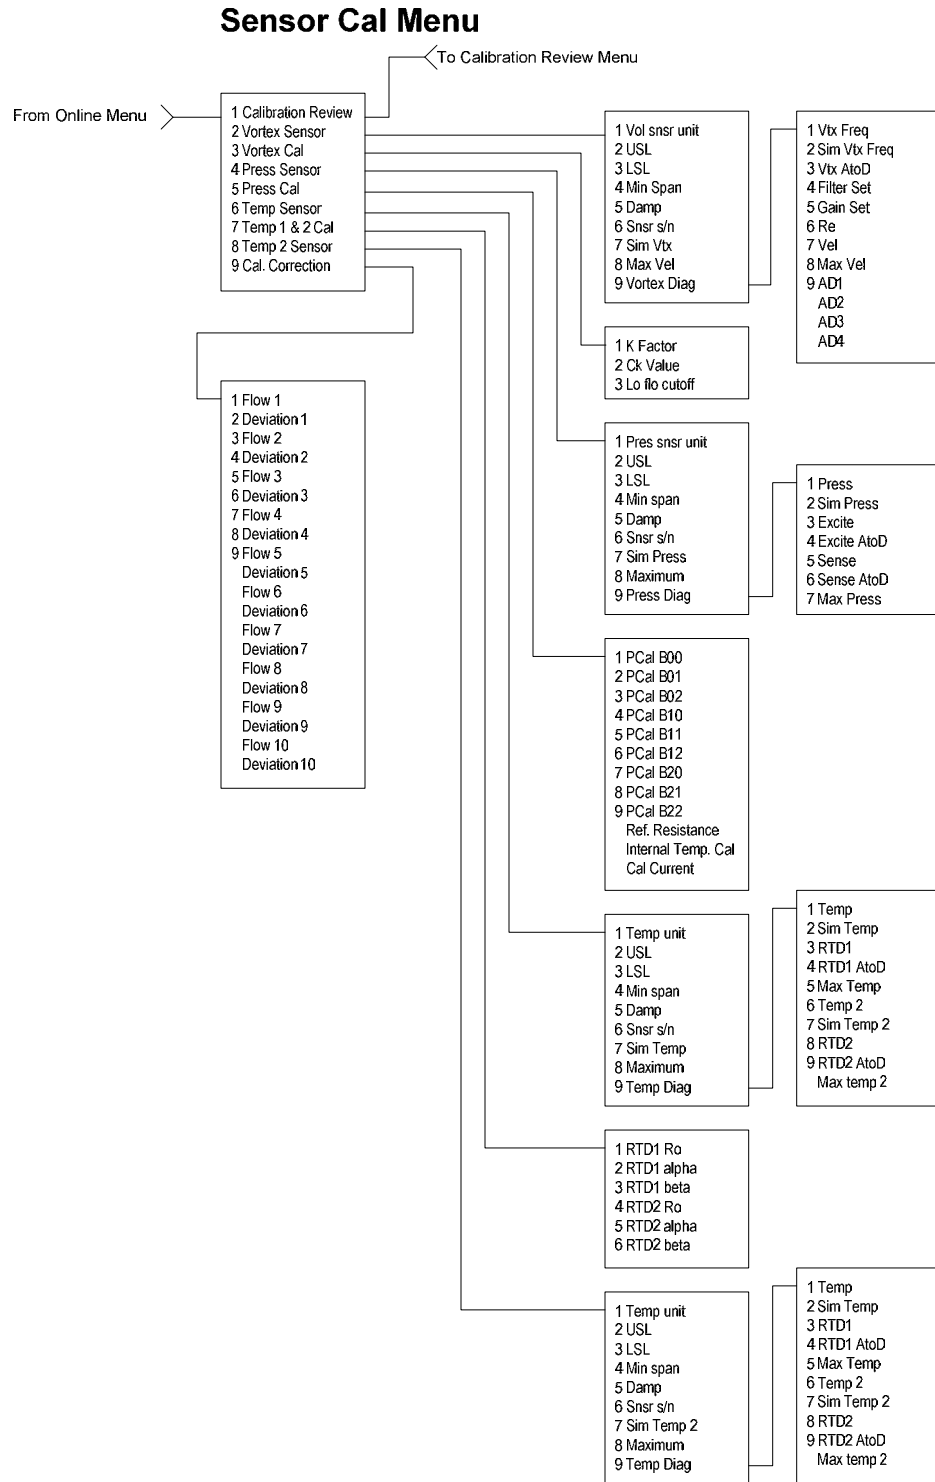 Sensor Cal Menu
To Calibration Review Menu
From Online Menu
1 Calibration Review
2 Vortex Sensor
3 Vortex Cal
4 Press Sensor
5 Press Cal
6 Temp Sensor
7 Temp 1 & 2 Cal
8 Temp 2 Sensor
9 Cal. Correction
1 Flow 1
2 Deviation 1
3 Flow 2
4 Deviation 2
5 Flow 3
6 Deviation 3
7 Flow 4
8 Deviation 4
9 Flow 5
Deviation 5
Flow 6
Deviation 6
Flow 7
Deviation 7
Flow 8
Deviation 8
Flow 9
Deviation 9
Flow 10
Deviation 10
1 Vol snsr unit
2 USL
3 LSL
4 Min Span
5 Damp
6 Snsr s/n
7 Sim Vtx
8 Max Vel
9 Vortex Diag
1 Vtx Freq
2 Sim Vtx Freq
3 Vtx AtoD
4 Filter Set
5 Gain Set
6 Re
7 Vel
8 Max Vel
9 AD1
AD2
AD3
AD4
1 K Factor
2 Ck Value
3 Lo flo cutoff
1 Pres snsr unit
2 USL
3 LSL
4 Min span
5 Damp
6 Snsr s/n
7 Sim Press
8 Maximum
9 Press Diag
1 Press
2 Sim Press
3 Excite
4 Excite AtoD
5 Sense
6 Sense AtoD
7 Max Press
1 PCal B00
2 PCal B01
3 PCal B02
4 PCal B10
5 PCal B11
6 PCal B12
7 PCal B20
8 PCal B21
9 PCal B22
Ref. Resistance
Internal Temp. Cal
Cal Current
1 Temp unit
2 USL
3 LSL
4 Min span
5 Damp
6 Snsr s/n
7 Sim Temp
8 Maximum
9 Temp Diag
1 Temp
2 Sim Temp
3 RTD1
4 RTD1 AtoD
5 Max Temp
6 Temp 2
7 Sim Temp 2
8 RTD2
9 RTD2 AtoD
Max temp 2
1 RTD1 Ro
2 RTD1 alpha
3 RTD1 beta
4 RTD2 Ro
5 RTD2 alpha
6 RTD2 beta
1 Temp unit
2 USL
3 LSL
4 Min span
5 Damp
6 Snsr s/n
7 Sim Temp 2
8 Maximum
9 Temp Diag
1 Temp
2 Sim Temp
3 RTD1
4 RTD1 AtoD
5 Max Temp
6 Temp 2
7 Sim Temp 2
8 RTD2
9 RTD2 AtoD
Max temp 2